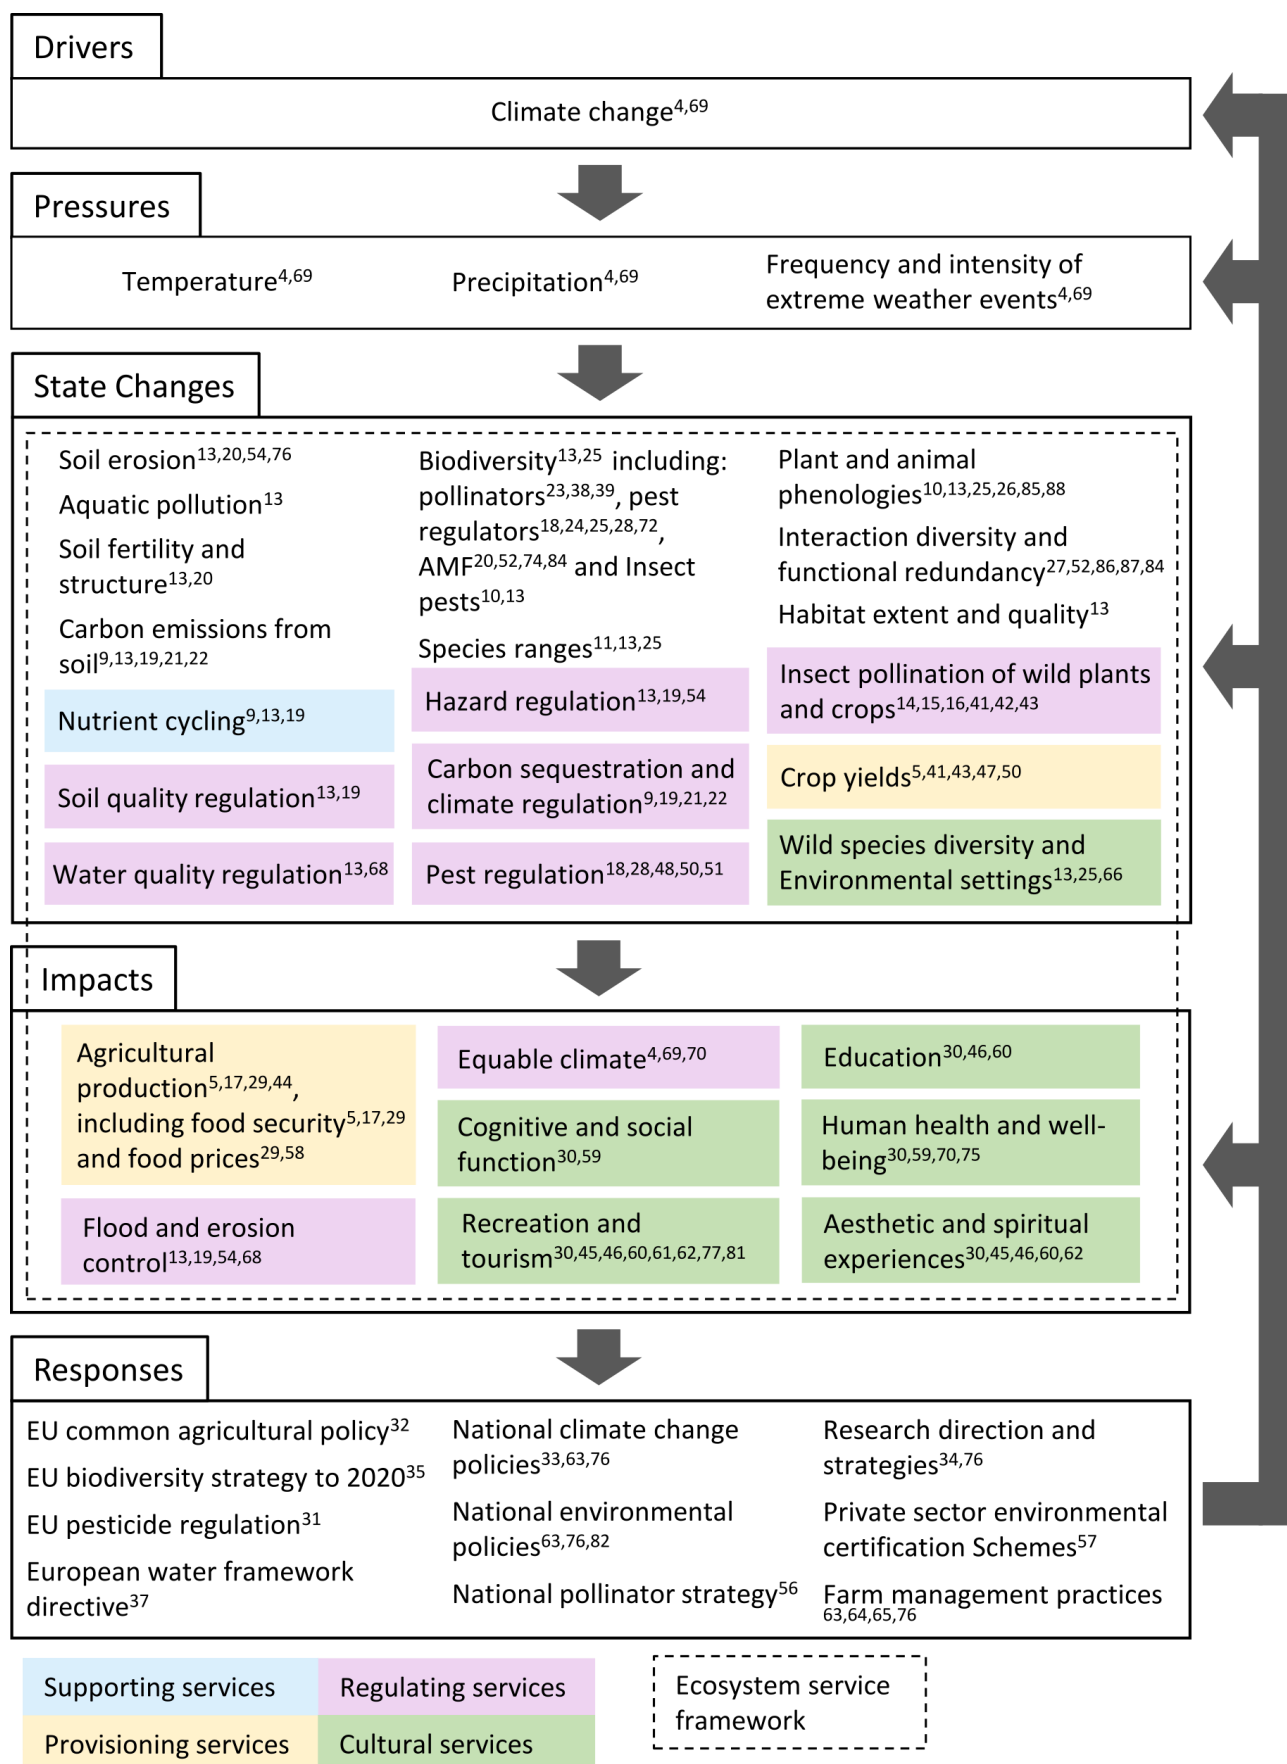 Drivers
Climate change4,69
Pressures
Temperature4,69
Precipitation4,69
Frequency and intensity of
extreme weather events4,69
State Changes
Soil erosion13,20,54,76
Aquatic pollution13
Soil fertility and
structure13,20
Carbon emissions from
soil9,13,19,21,22
Nutrient cycling9,13,19
Soil quality regulation13,19
Water quality regulation13,68
Biodiversity13,25 including:
pollinators23,38,39, pest
regulators18,24,25,28,72,
AMF20,52,74,84 and Insect
pests10,13
Species ranges11,13,25
Hazard regulation13,19,54
Carbon sequestration and
climate regulation9,19,21,22
Pest regulation18,28,48,50,51
Plant and animal
phenologies10,13,25,26,85,88
Interaction diversity and
functional redundancy27,52,86,87,84
Habitat extent and quality13
Insect pollination of wild plants
and crops14,15,16,41,42,43
Crop yields5,41,43,47,50
Wild species diversity and
Environmental settings13,25,66
Impacts
Agricultural
production5,17,29,44,
including food security5,17,29
and food prices29,58
Flood and erosion
control13,19,54,68
Equable climate4,69,70
Cognitive and social
function30,59
Recreation and
tourism30,45,46,60,61,62,77,81
Education30,46,60
Human health and well-
being30,59,70,75
Aesthetic and spiritual
experiences30,45,46,60,62
Responses
EU common agricultural policy32
EU biodiversity strategy to 202035
EU pesticide regulation31
European water framework
directive37
National climate change
policies33,63,76
National environmental
policies63,76,82
National pollinator strategy56
Research direction and
strategies34,76
Private sector environmental
certification Schemes57
Farm management practices
63,64,65,76
Supporting services
Regulating services
Provisioning services
Cultural services
Ecosystem service
framework